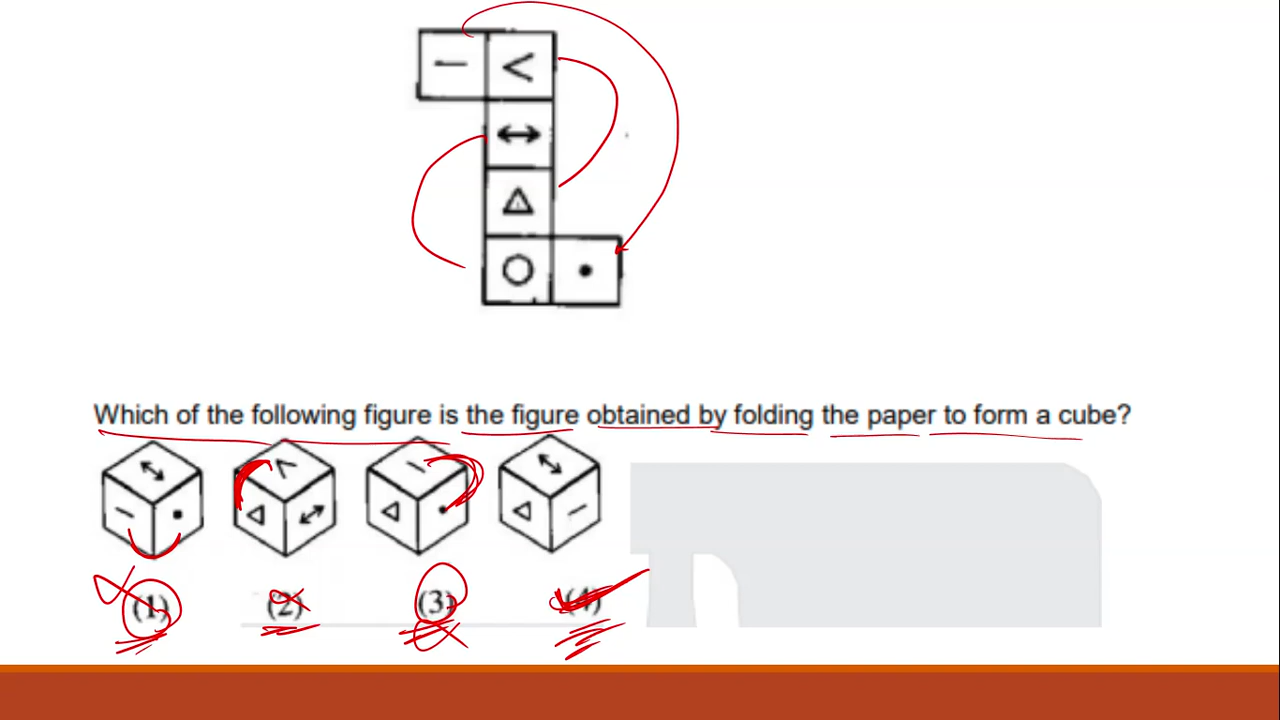 Which of the following figure is the figure obtained by folding the paper to form a cube?
(1) (2) (3) (4)